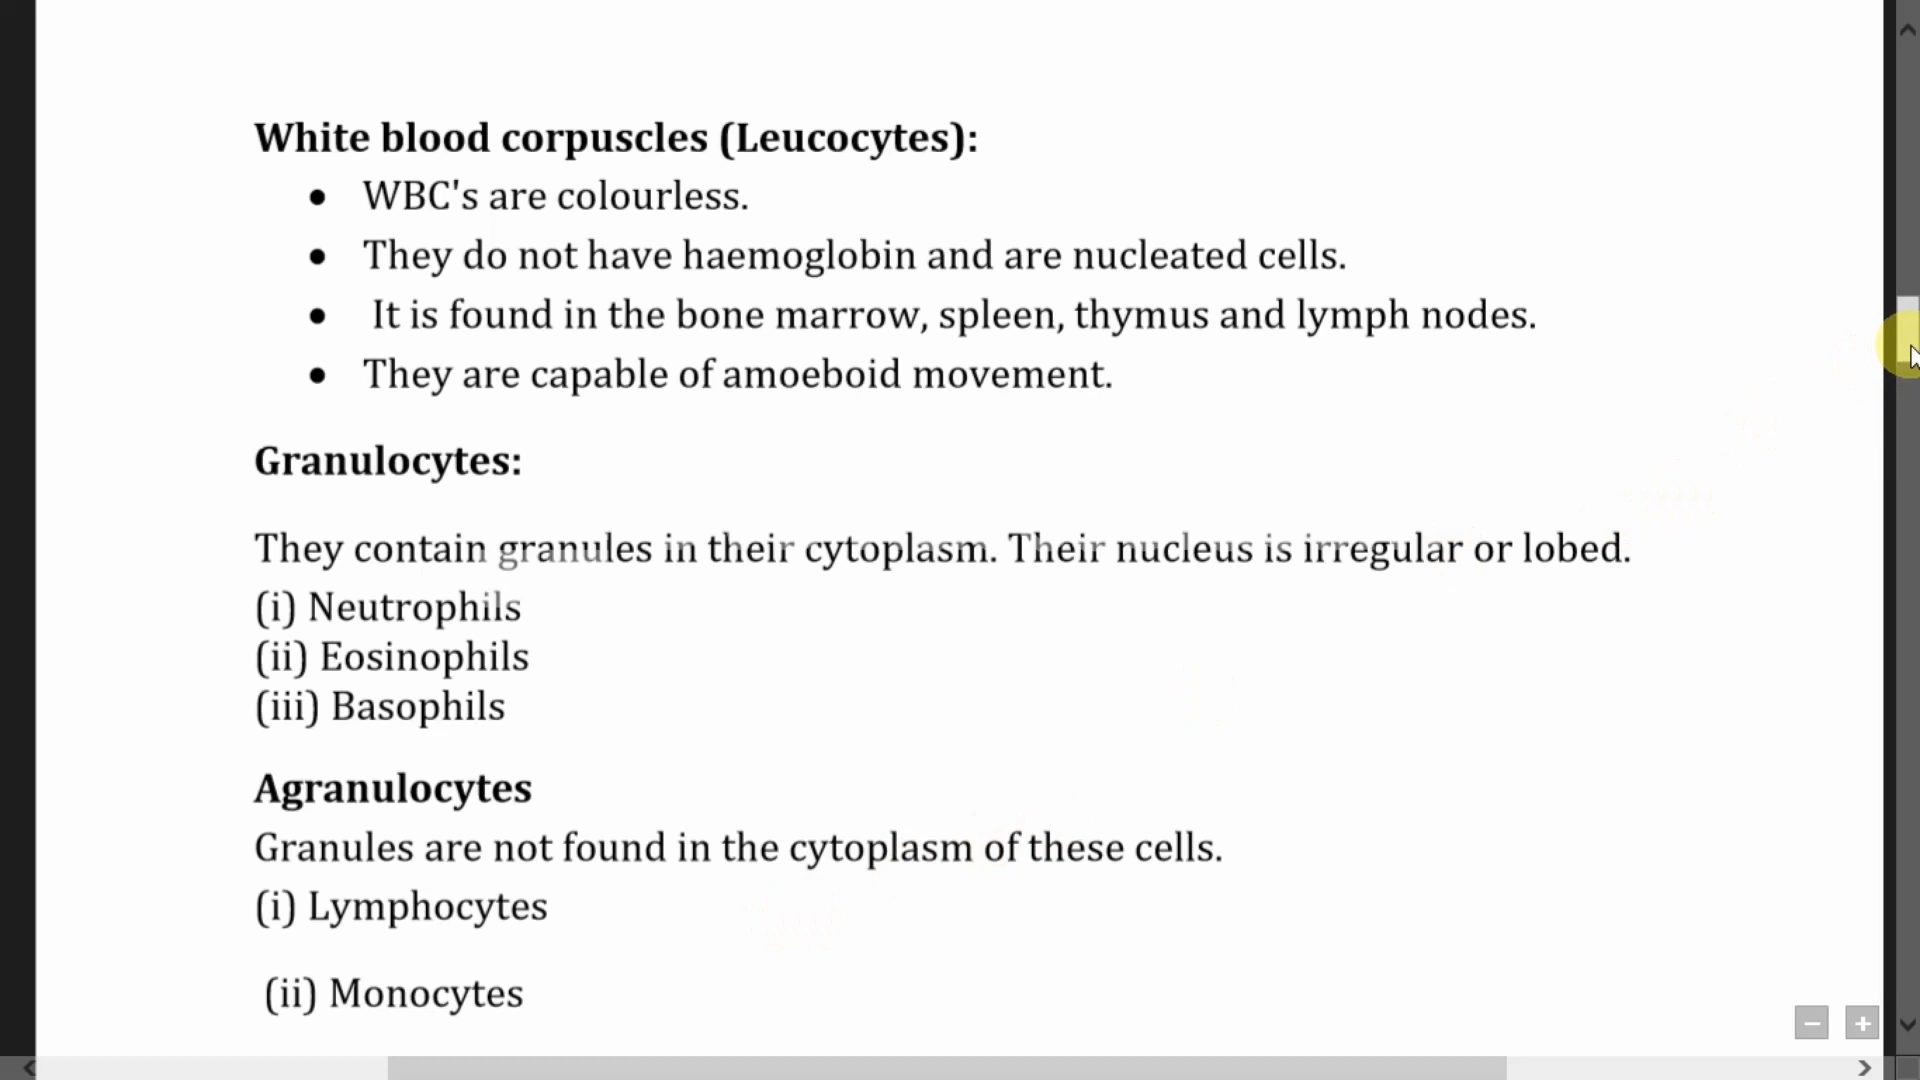 White blood corpuscles (Leucocytes):
• WBC's are colourless.
• They do not have haemoglobin and are nucleated cells.
• It is found in the bone marrow, spleen, thymus and lymph nodes.
• They are capable of amoeboid movement.
Granulocytes:
They contain granules in their cytoplasm. Their nucleus is irregular or lobed.
(i) Neutrophils
(ii) Eosinophils
(iii) Basophils
Agranulocytes
Granules are not found in the cytoplasm of these cells.
(i) Lymphocytes
(ii) Monocytes